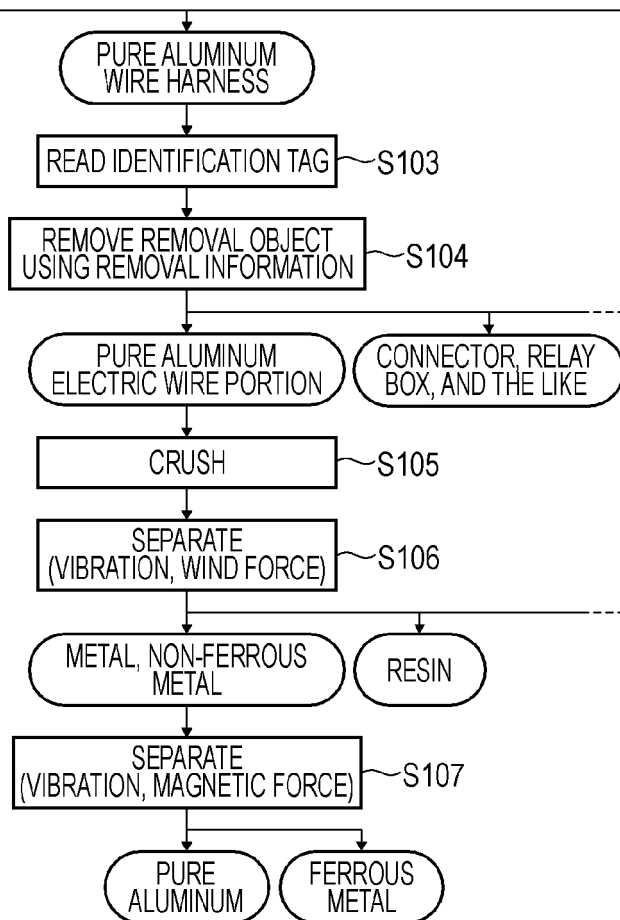 PURE ALUMINUM
WIRE HARNESS
READ IDENTIFICATION TAG
S103
REMOVE REMOVAL OBJECT
USING REMOVAL INFORMATION
S104
PURE ALUMINUM
ELECTRIC WIRE PORTION
CONNECTOR, RELAY
BOX, AND THE LIKE
CRUSH
S105
SEPARATE
(VIBRATION, WIND FORCE)
S106
METAL, NON-FERROUS
METAL
RESIN
SEPARATE
(VIBRATION, MAGNETIC FORCE)
S107
PURE
ALUMINUM
FERROUS
METAL